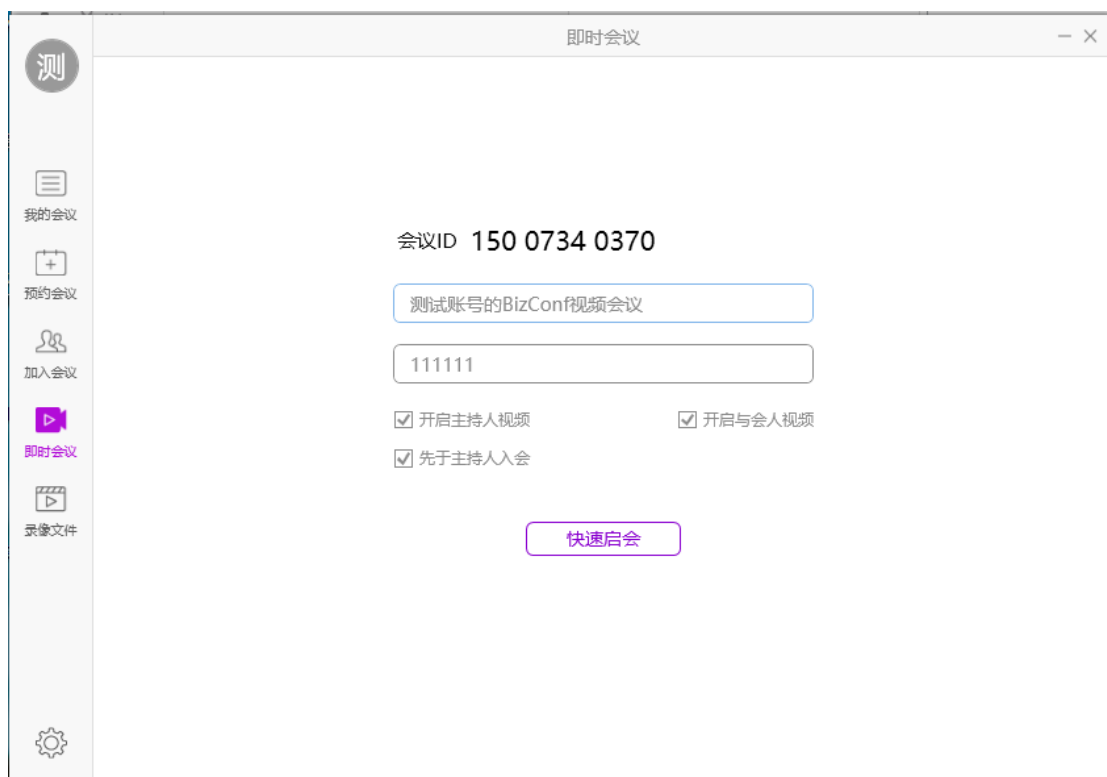 即时会议
测
我的会议
预约会议
加入会议
即时会议
录像文件
会议ID 150 0734 0370
测试账号的BizConf视频会议
111111
开启主持人视频 开启与会人视频
先于主持人入会
快速启会